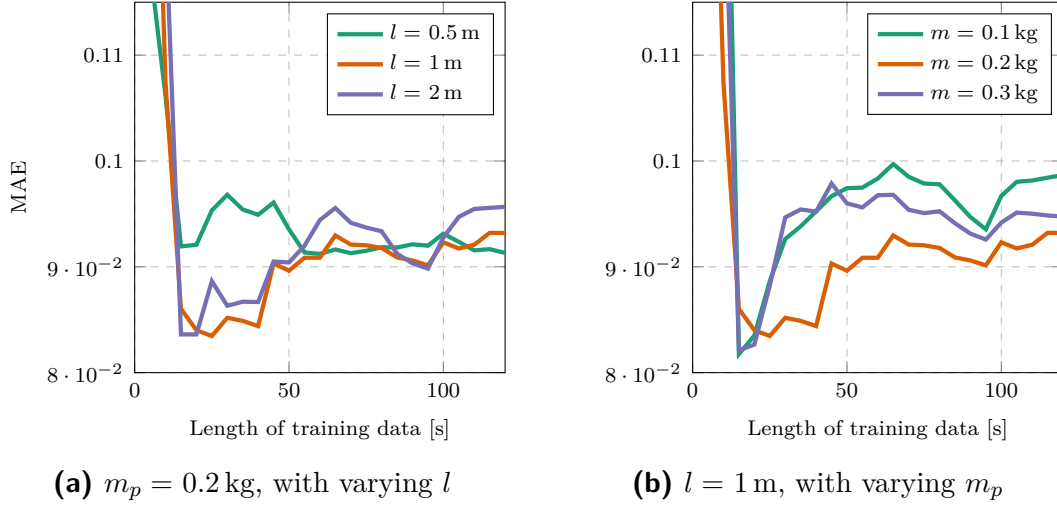 0.11
0.1
9 · 10⁻²
8 · 10⁻²
MAE
0
50
100
Length of training data [s]
l = 0.5 m
l = 1 m
l = 2 m
(a) mₚ = 0.2 kg, with varying l
0.11
0.1
9 · 10⁻²
8 · 10⁻²
0
50
100
Length of training data [s]
m = 0.1 kg
m = 0.2 kg
m = 0.3 kg
(b) l = 1 m, with varying mₚ